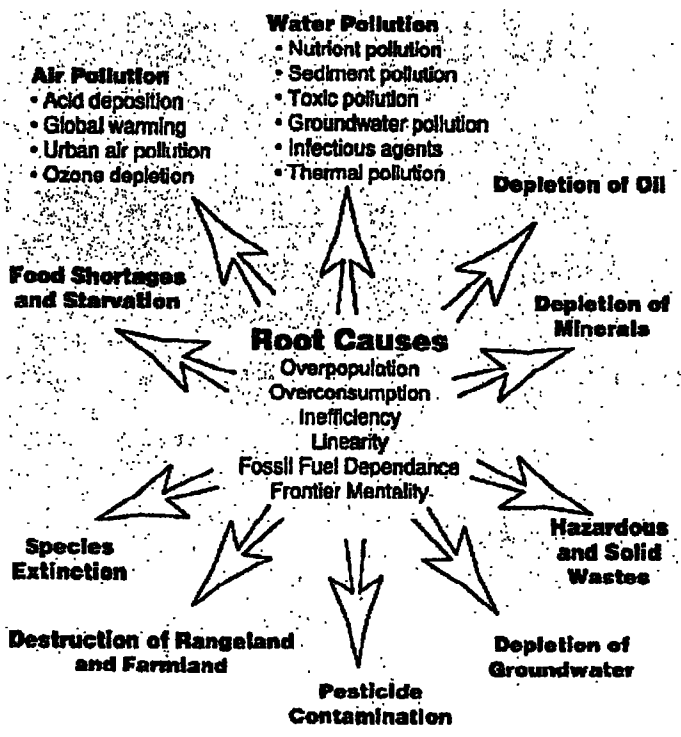 Water Pollution
• Nutrient pollution
• Sediment pollution
• Toxic pollution
• Groundwater pollution
• Infectious agents
• Thermal pollution
Air Pollution
• Acid deposition
• Global warming
• Urban air pollution
• Ozone depletion
Depletion of Oil
Food Shortages
and Starvation
Depletion of
Minerals
Root Causes
Overpopulation
Overconsumption
Inefficiency
Linearity
Fossil Fuel Dependance
Frontier Mentality
Species
Extinction
Hazardous
and Solid
Wastes
Destruction of Rangeland
and Farmland
Depletion of
Groundwater
Pesticide
Contamination